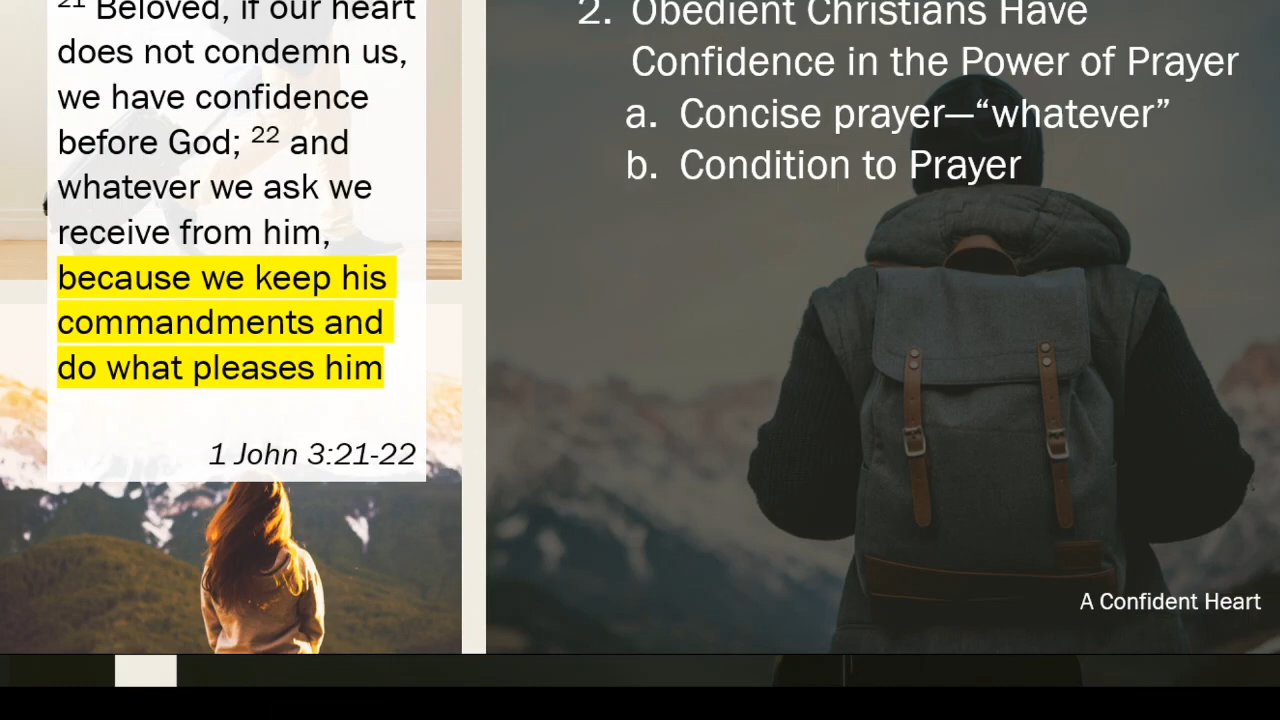 21 Beloved, if our heart
does not condemn us,
we have confidence
before God; 22 and
whatever we ask we
receive from him,
because we keep his
commandments and
do what pleases him
1 John 3:21-22
2. Obedient Christians Have
Confidence in the Power of Prayer
a. Concise prayer—“whatever”
b. Condition to Prayer
A Confident Heart